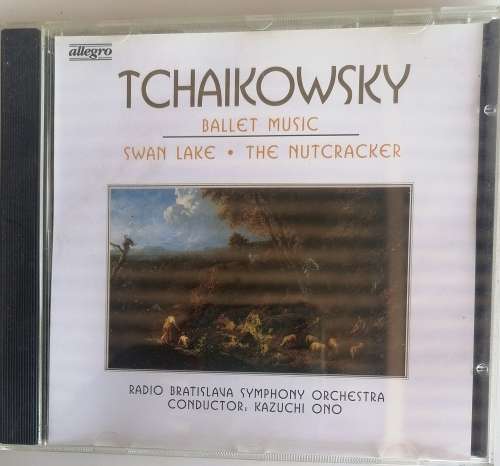 allegro
TCHAIKOWSKY
BALLET MUSIC
SWAN LAKE • THE NUTCRACKER
RADIO BRATISLAVA SYMPHONY ORCHESTRA
CONDUCTOR: KAZUCHI ONO